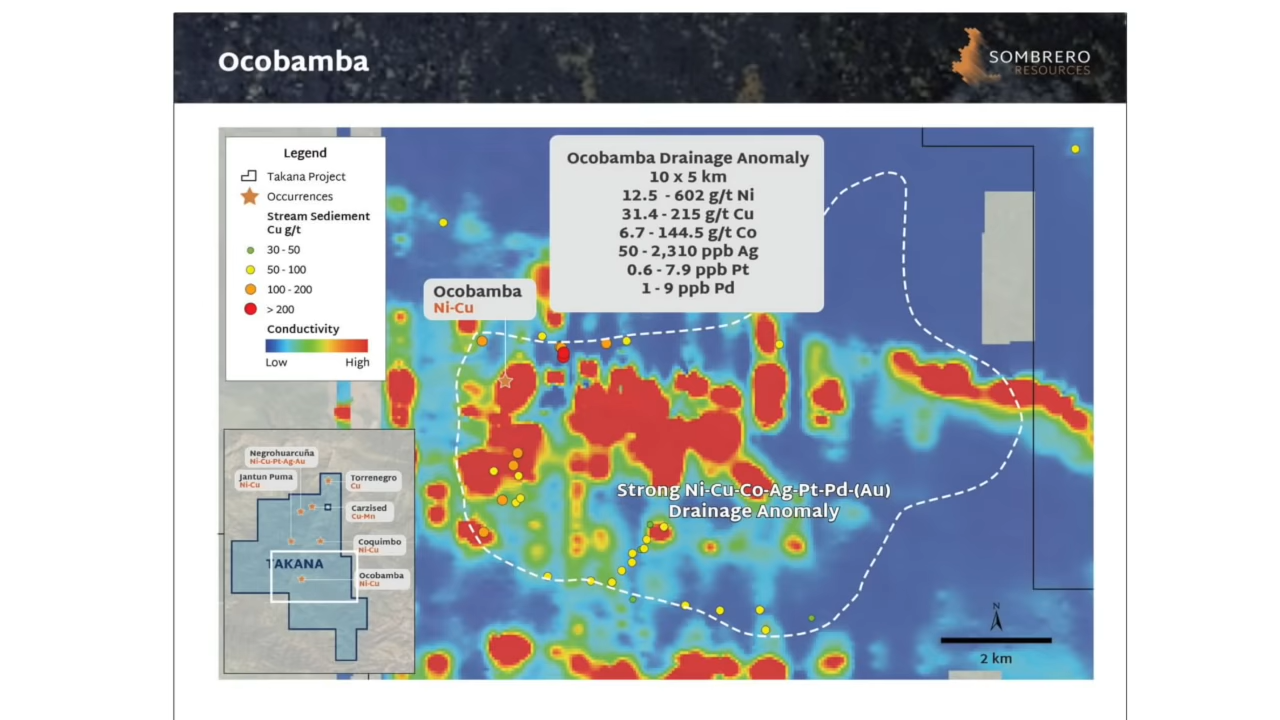 Ocobamba
SOMBRERO
RESOURCES
Legend
Takana Project
Occurrences
Stream Sediement
Cu g/t
30 - 50
50 - 100
100 - 200
> 200
Conductivity
Low High
Ocobamba Drainage Anomaly
10 x 5 km
12.5 - 602 g/t Ni
31.4 - 215 g/t Cu
6.7 - 144.5 g/t Co
50 - 2,310 ppb Ag
0.6 - 7.9 ppb Pt
1 - 9 ppb Pd
Ocobamba
Ni-Cu
Strong Ni-Cu-Co-Ag-Pt-Pd-(Au)
Drainage Anomaly
Negrohuarcuña
Ni-Cu-Pt-Ag-Au
Jantun Puma
Ni-Cu
Torrenegro
Cu
Carzised
Cu-Mn
Coquimbo
Ni-Cu
TAKANA
Ocobamba
Ni-Cu
N
2 km